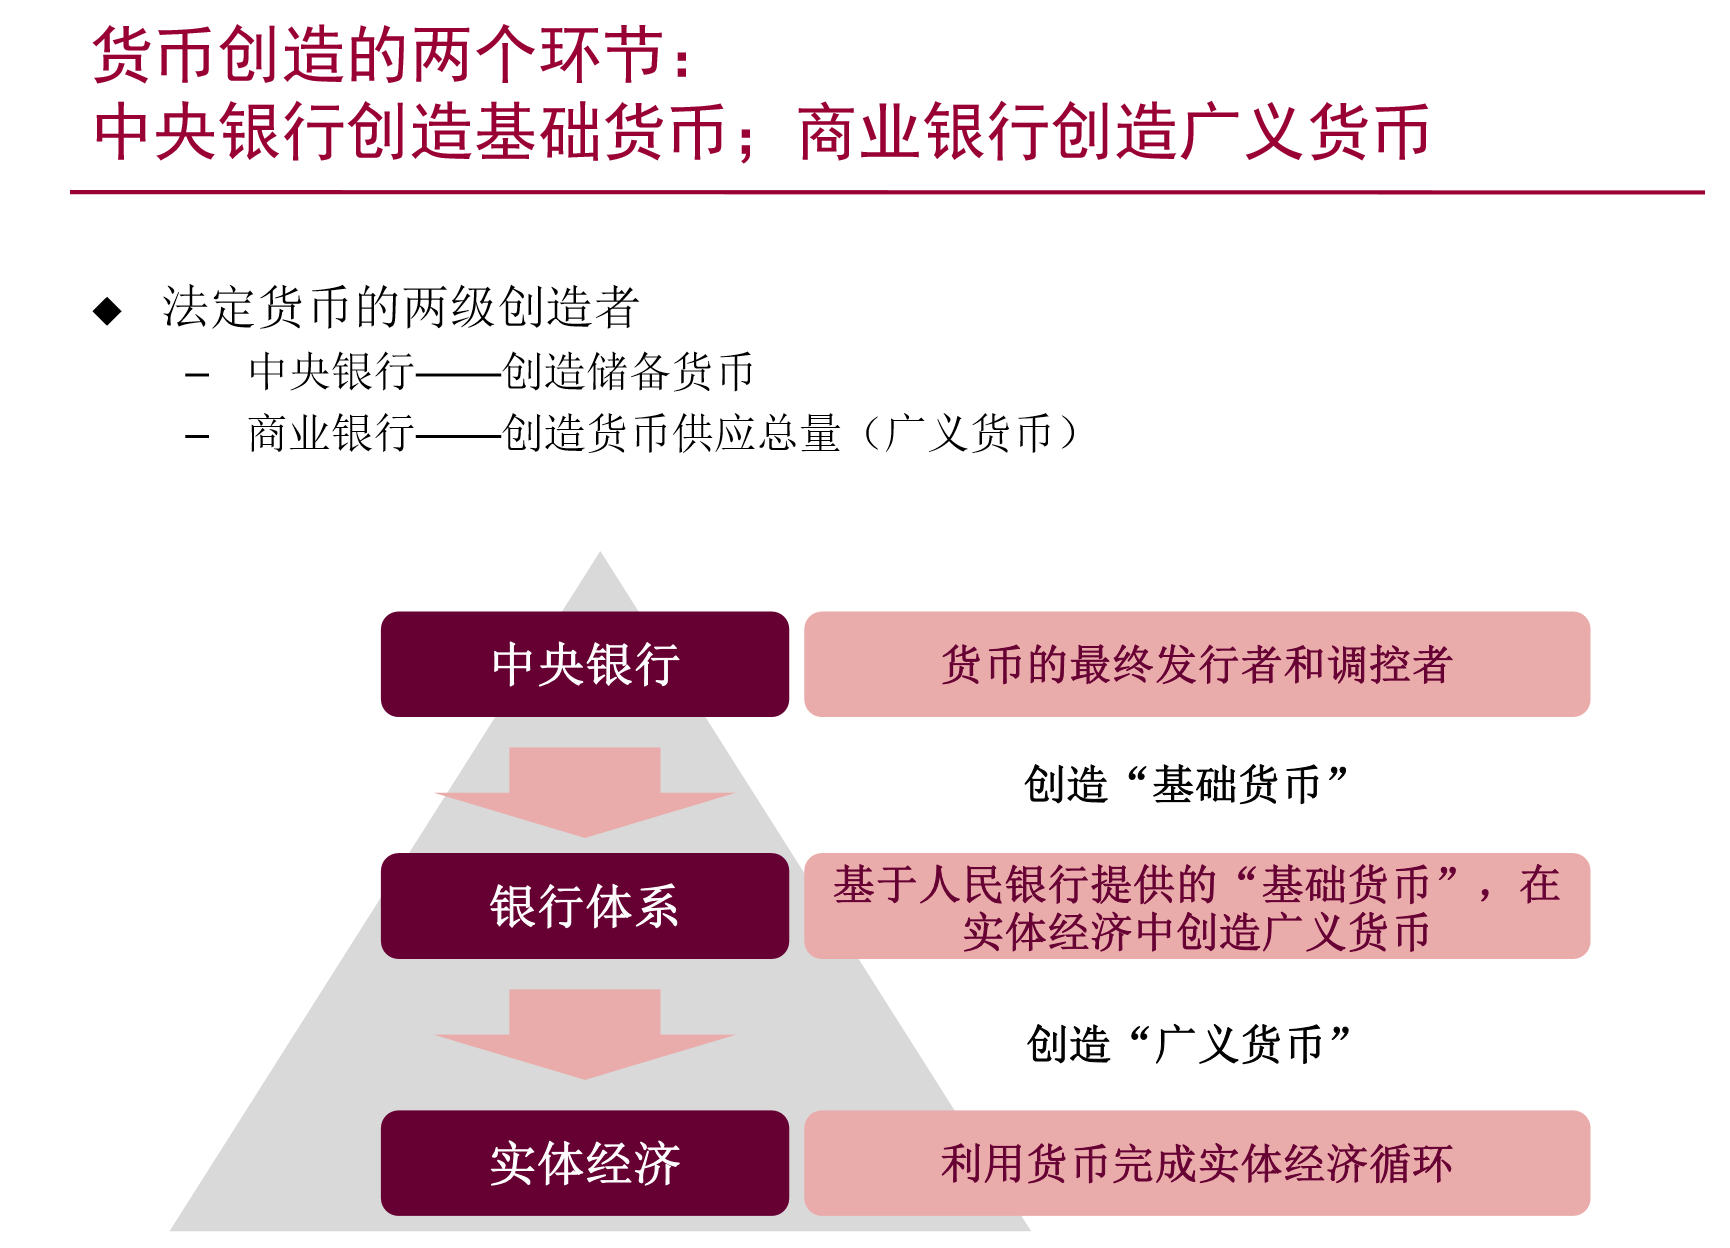 货币创造的两个环节：
中央银行创造基础货币；商业银行创造广义货币
◆ 法定货币的两级创造者
– 中央银行——创造储备货币
– 商业银行——创造货币供应总量（广义货币）
中央银行
货币的最终发行者和调控者
创造“基础货币”
银行体系
基于人民银行提供的“基础货币”，在
实体经济中创造广义货币
创造“广义货币”
实体经济
利用货币完成实体经济循环